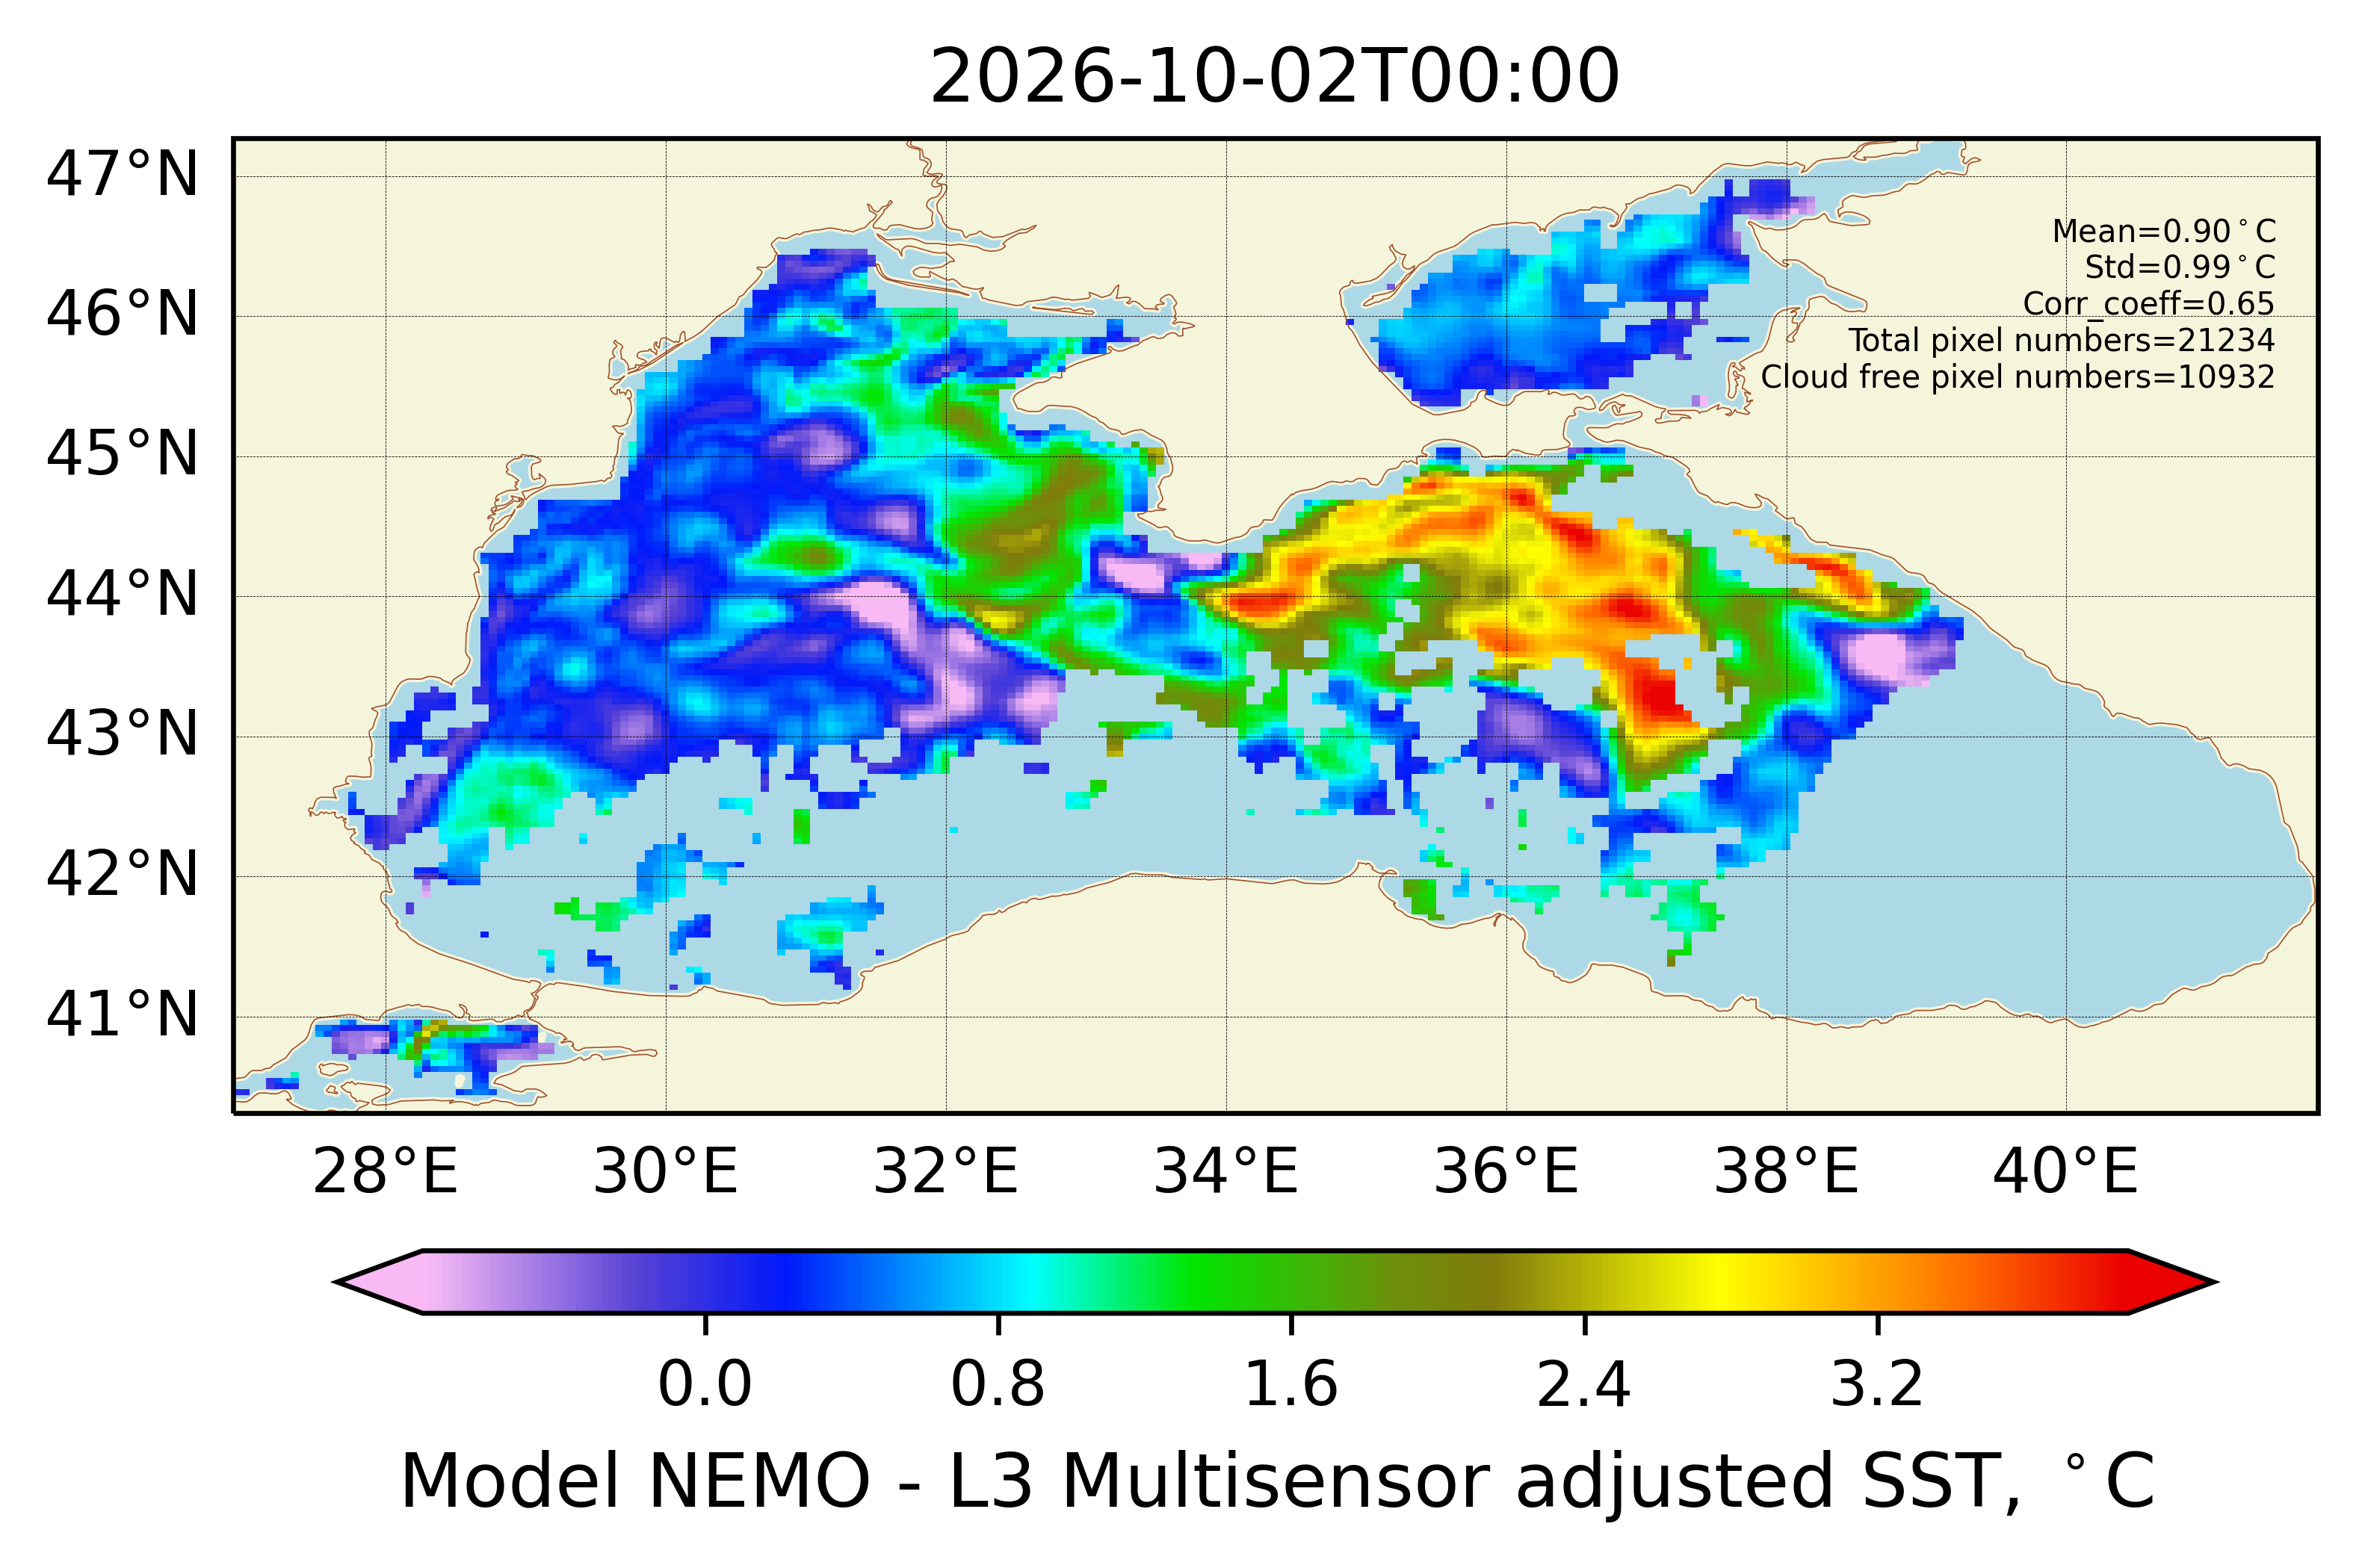 2026-10-02T00:00
47°N
46°N
45°N
44°N
43°N
42°N
41°N
Mean=0.90°C
Std=0.99°C
Corr_coeff=0.65
Total pixel numbers=21234
Cloud free pixel numbers=10932
28°E 30°E 32°E 34°E 36°E 38°E 40°E
0.0 0.8 1.6 2.4 3.2
Model NEMO - L3 Multisensor adjusted SST, °C